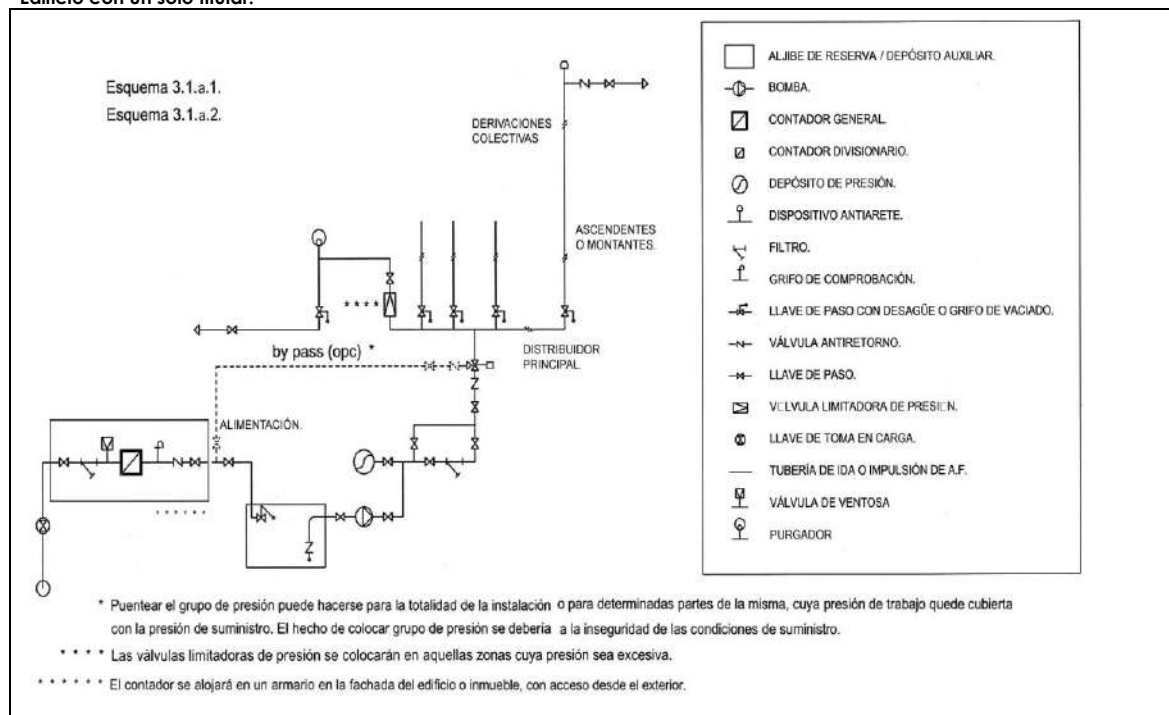 Edificio con un solo titular.
Esquema 3.1.a.1.
Esquema 3.1.a.2.
DERIVACIONES
COLECTIVAS
ASCENDENTES
O MONTANTES.
* * * *
by pass (opc) *
DISTRIBUIDOR
PRINCIPAL.
ALIMENTACIÓN.
* * * * * *
ALJIBE DE RESERVA / DEPÓSITO AUXILIAR.
BOMBA.
CONTADOR GENERAL.
CONTADOR DIVISIONARIO.
DEPÓSITO DE PRESIÓN.
DISPOSITIVO ANTIARETE.
FILTRO.
GRIFO DE COMPROBACIÓN.
LLAVE DE PASO CON DESAGÜE O GRIFO DE VACIADO.
VÁLVULA ANTIRETORNO.
LLAVE DE PASO.
LIMITADORA DE
LLAVE DE TOMA EN CARGA.
TUBERÍA DE IDA O IMPULSIÓN DE A.F.
VÁLVULA DE VENTOSA
PURGADOR
* Puentear el grupo de presión puede hacerse para la totalidad de la instalación o para determinadas partes de la misma, cuya presión de trabajo quede cubierta
con la presión de suministro. El hecho de colocar grupo de presión se debería a la inseguridad de las condiciones de suministro.
* * * * Las válvulas limitadoras de presión se colocarán en aquellas zonas cuya presión sea excesiva.
* * * * * * El contador se alojará en un armario en la fachada del edificio o inmueble, con acceso desde el exterior.